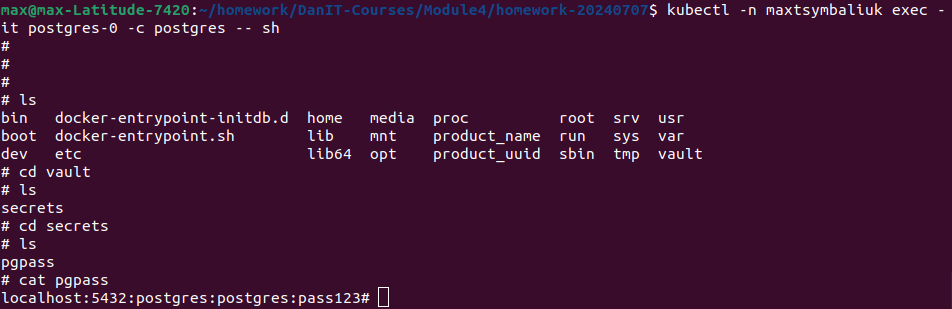 max@max-Latitude-7420:~/homework/DanIT-Courses/Module4/homework-20240707$ kubectl -n maxtsymbaliuk exec -
it postgres-0 -c postgres -- sh
#
#
#
# ls
bin   docker-entrypoint-initdb.d  home   media  proc          root  srv  usr
boot  docker-entrypoint.sh        lib    mnt    product_name  run   sys  var
dev   etc                         lib64  opt    product_uuid  sbin  tmp  vault
# cd vault
# ls
secrets
# cd secrets
# ls
pgpass
# cat pgpass
localhost:5432:postgres:postgres:pass123#